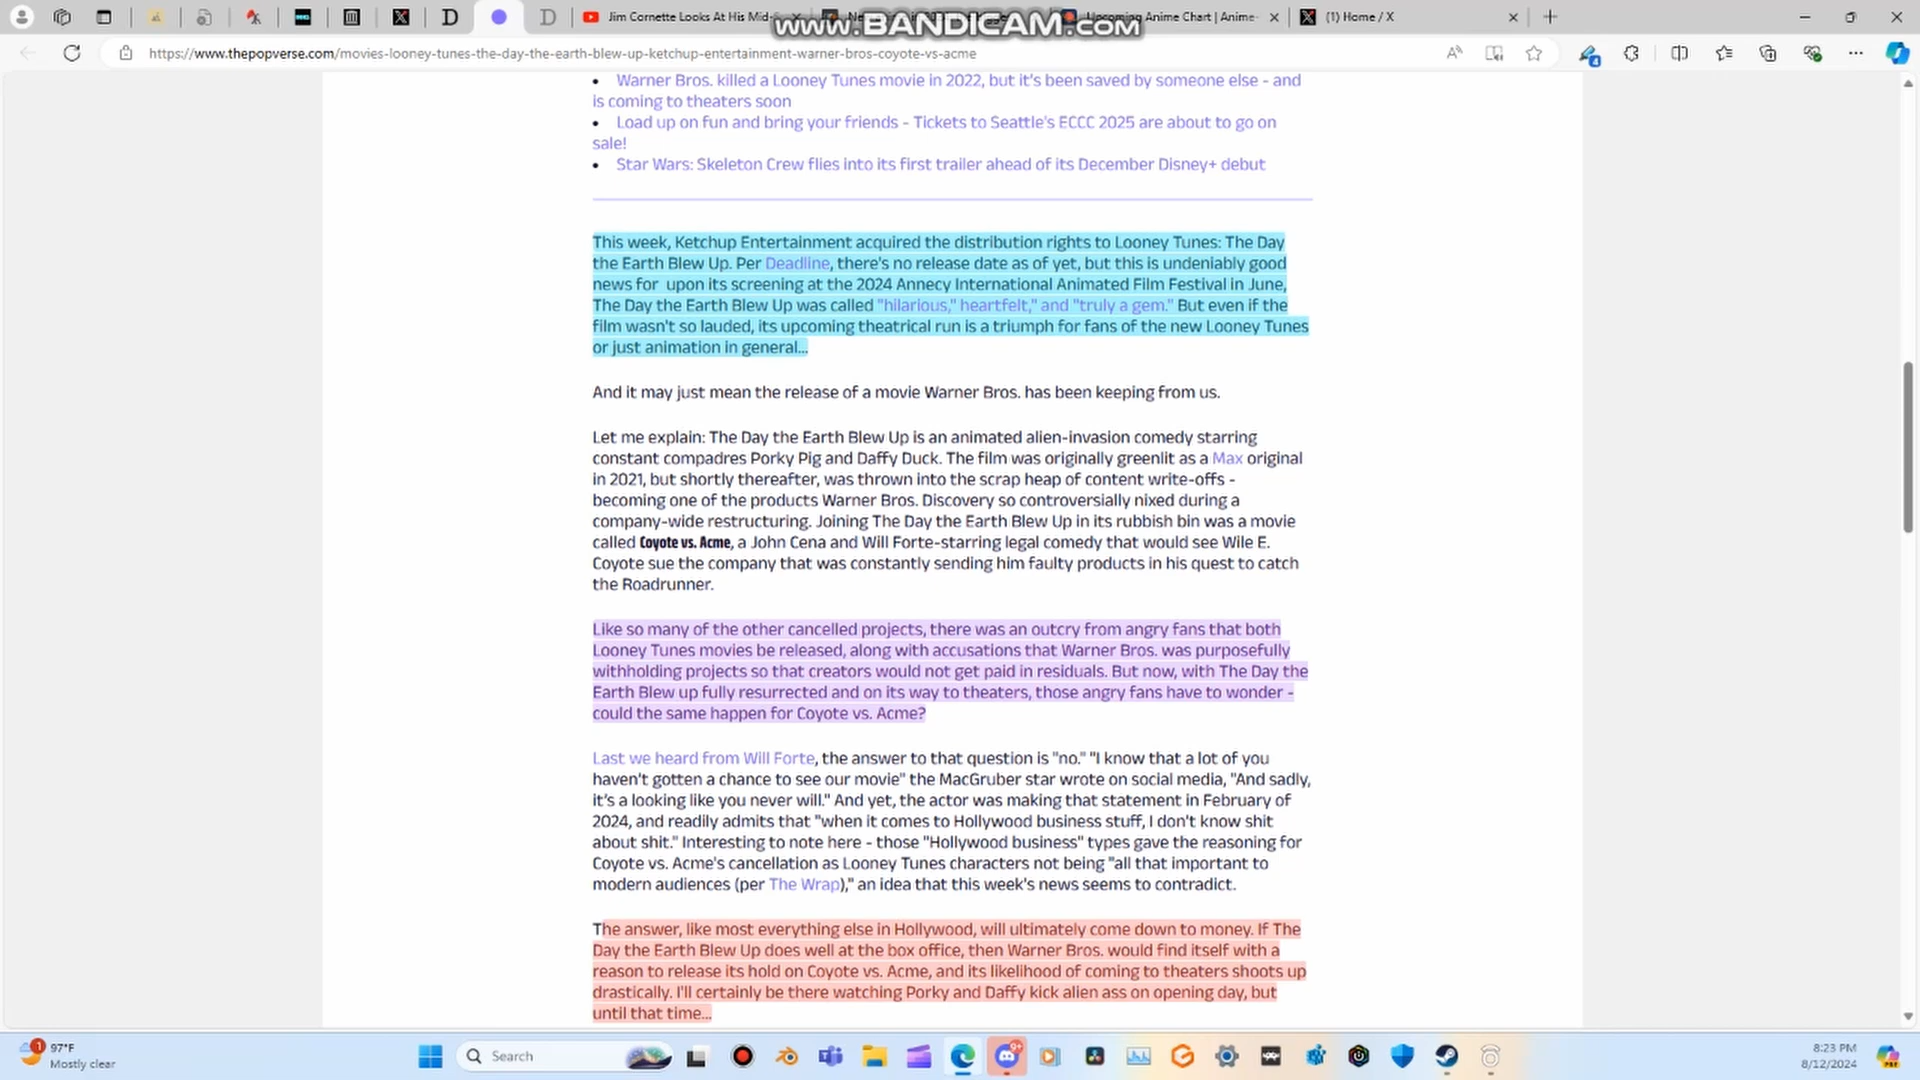 www.BANDICAM.com
Jim Cornette Looks At His Mid-S
Upcoming Anime Chart | Anime-
(1) Home / X
https://www.thepopverse.com/movies-looney-tunes-the-day-the-earth-blew-up-ketchup-entertainment-warner-bros-coyote-vs-acme
• Warner Bros. killed a Looney Tunes movie in 2022, but it's been saved by someone else - and
is coming to theaters soon
• Load up on fun and bring your friends - Tickets to Seattle's ECCC 2025 are about to go on
sale!
• Star Wars: Skeleton Crew flies into its first trailer ahead of its December Disney+ debut
This week, Ketchup Entertainment acquired the distribution rights to Looney Tunes: The Day
the Earth Blew Up. Per Deadline, there's no release date as of yet, but this is undeniably good
news for upon its screening at the 2024 Annecy International Animated Film Festival in June,
The Day the Earth Blew Up was called "hilarious," heartfelt," and "truly a gem." But even if the
film wasn't so lauded, its upcoming theatrical run is a triumph for fans of the new Looney Tunes
or just animation in general...
And it may just mean the release of a movie Warner Bros. has been keeping from us.
Let me explain: The Day the Earth Blew Up is an animated alien-invasion comedy starring
constant compadres Porky Pig and Daffy Duck. The film was originally greenlit as a Max original
in 2021, but shortly thereafter, was thrown into the scrap heap of content write-offs -
becoming one of the products Warner Bros. Discovery so controversially nixed during a
company-wide restructuring. Joining The Day the Earth Blew Up in its rubbish bin was a movie
called Coyote vs. Acme, a John Cena and Will Forte-starring legal comedy that would see Wile E.
Coyote sue the company that was constantly sending him faulty products in his quest to catch
the Roadrunner.
Like so many of the other cancelled projects, there was an outcry from angry fans that both
Looney Tunes movies be released, along with accusations that Warner Bros. was purposefully
withholding projects so that creators would not get paid in residuals. But now, with The Day the
Earth Blew up fully resurrected and on its way to theaters, those angry fans have to wonder -
could the same happen for Coyote vs. Acme?
Last we heard from Will Forte, the answer to that question is "no." "I know that a lot of you
haven't gotten a chance to see our movie" the MacGruber star wrote on social media, "And sadly,
it's a looking like you never will." And yet, the actor was making that statement in February of
2024, and readily admits that "when it comes to Hollywood business stuff, I don't know shit
about shit." Interesting to note here - those "Hollywood business" types gave the reasoning for
Coyote vs. Acme's cancellation as Looney Tunes characters not being "all that important to
modern audiences (per The Wrap)," an idea that this week's news seems to contradict.
The answer, like most everything else in Hollywood, will ultimately come down to money. If The
Day the Earth Blew Up does well at the box office, then Warner Bros. would find itself with a
reason to release its hold on Coyote vs. Acme, and its likelihood of coming to theaters shoots up
drastically. I'll certainly be there watching Porky and Daffy kick alien ass on opening day, but
until that time...
97°F
Mostly clear
Search
8:23 PM
8/12/2024